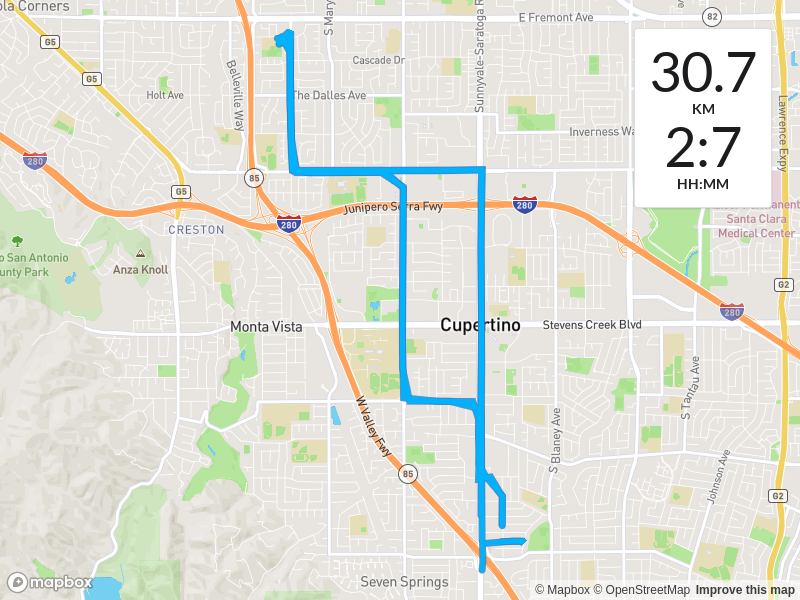 ola Corners
E Fremont Ave
82
G5
S Mary
Sunnyvale-Saratoga R
30.7
KM
2:7
HH:MM
Cascade Dr
Belleville Way
G5
Holt Ave
The Dalles Ave
Lawrence Expy
Inverness Wa
280
85
G5
Junipero Serra Fwy
280
280
CRESTON
Santa Clara
Medical Center
o San Antonio
unty Park
Anza Knoll
G2
280
Monta Vista
Cupertino
Stevens Creek Blvd
W Valley Fwy
S Tantau Ave
S Blaney Ave
Johnson Ave
85
G2
Seven Springs
mapbox
© Mapbox © OpenStreetMap Improve this map